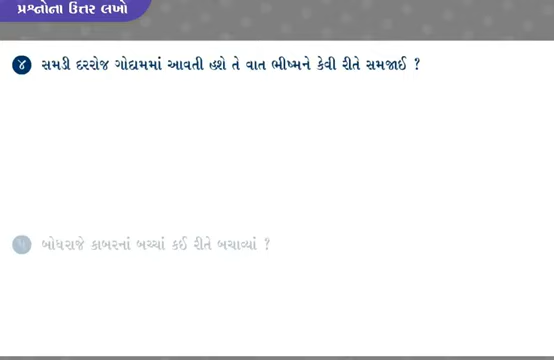 પ્રશ્નોના ઉત્તર લખો
૪ સમડી દરરોજ ગોદામમાં આવતી હશે તે વાત ભીષ્મને કેવી રીતે સમજાઈ ?
૫ બોધરાજે કાબરનાં બચ્ચાં કઈ રીતે બચાવ્યાં ?